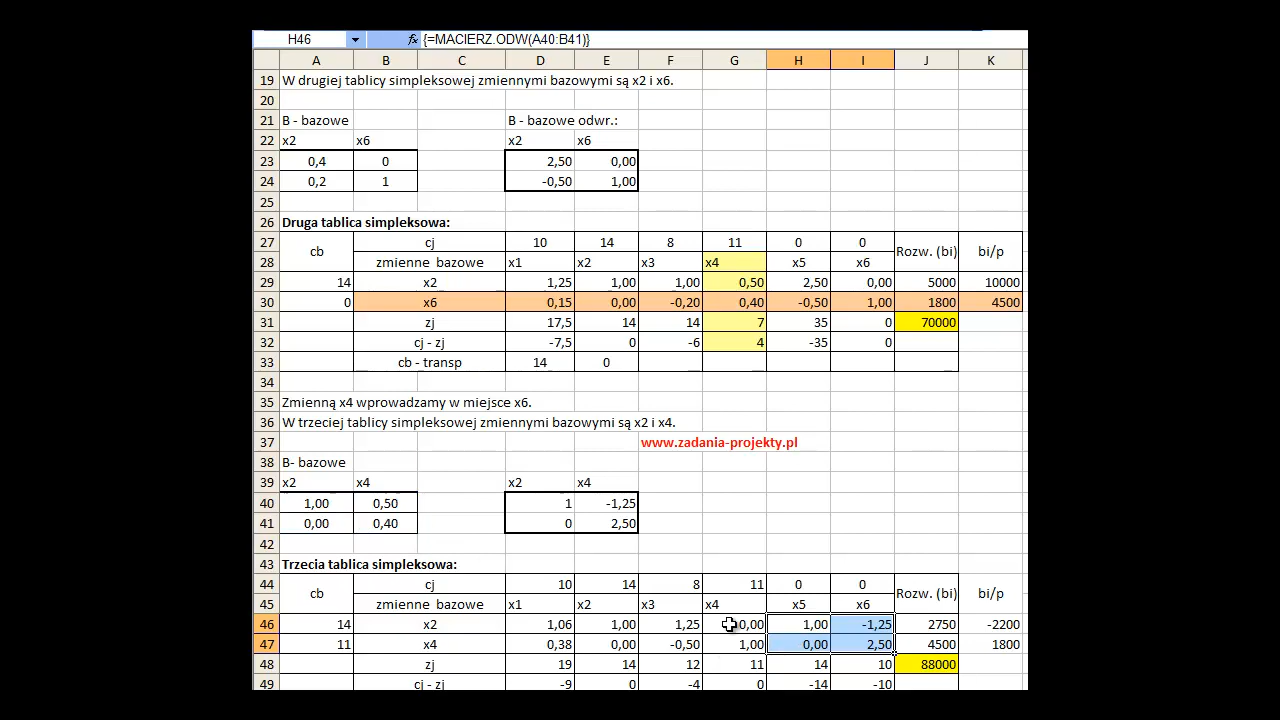 H46 fx {=MACIERZ.ODW(A40:B41)}
A B C D E F G H I J K
19 W drugiej tablicy simpleksowej zmiennymi bazowymi są x2 i x6.
20
21 B - bazowe B - bazowe odwr.:
22 x2 x6 x2 x6
23 0,4 0 2,50 0,00
24 0,2 1 -0,50 1,00
25
26 Druga tablica simpleksowa:
27 cb cj 10 14 8 11 0 0 Rozw. (bi) bi/p
28 zmienne bazowe x1 x2 x3 x4 x5 x6
29 14 x2 1,25 1,00 1,00 0,50 2,50 0,00 5000 10000
30 0 x6 0,15 0,00 -0,20 0,40 -0,50 1,00 1800 4500
31 zj 17,5 14 14 7 35 0 70000
32 cj - zj -7,5 0 -6 4 -35 0
33 cb - transp 14 0
34
35 Zmienną x4 wprowadzamy w miejsce x6.
36 W trzeciej tablicy simpleksowej zmiennymi bazowymi są x2 i x4.
37 www.zadania-projekty.pl
38 B- bazowe
39 x2 x4 x2 x4
40 1,00 0,50 1 -1,25
41 0,00 0,40 0 2,50
42
43 Trzecia tablica simpleksowa:
44 cb cj 10 14 8 11 0 0 Rozw. (bi) bi/p
45 zmienne bazowe x1 x2 x3 x4 x5 x6
46 14 x2 1,06 1,00 1,25 0,00 1,00 -1,25 2750 -2200
47 11 x4 0,38 0,00 -0,50 1,00 0,00 2,50 4500 1800
48 zj 19 14 12 11 14 10 88000
49 cj - zj -9 0 -4 0 -14 -10